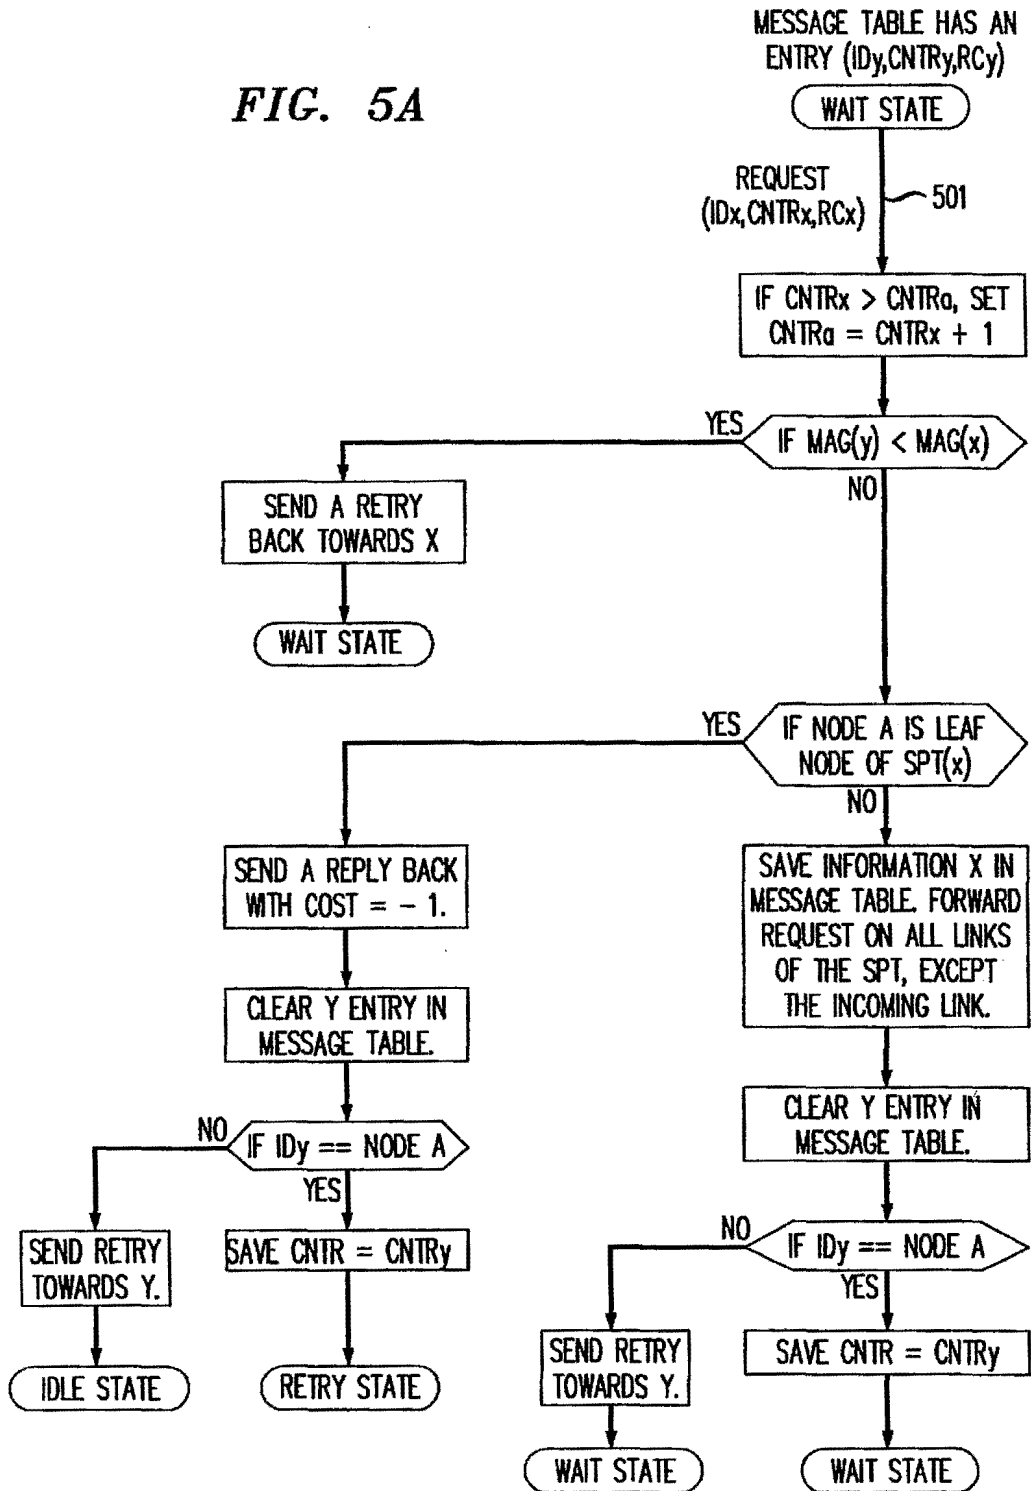 MESSAGE TABLE HAS AN
ENTRY (IDy,CNTRy,RCy)
FIG. 5A
WAIT STATE
REQUEST
(IDx,CNTRx,RCx)
501
IF CNTRx > CNTRa, SET
CNTRa = CNTRx + 1
YES
IF MAG(y) < MAG(x)
NO
SEND A RETRY
BACK TOWARDS X
WAIT STATE
YES
IF NODE A IS LEAF
NODE OF SPT(x)
NO
SEND A REPLY BACK
WITH COST = - 1.
SAVE INFORMATION X IN
MESSAGE TABLE. FORWARD
REQUEST ON ALL LINKS
OF THE SPT, EXCEPT
THE INCOMING LINK.
CLEAR Y ENTRY IN
MESSAGE TABLE.
CLEAR Y ENTRY IN
MESSAGE TABLE.
NO
IF IDy == NODE A
YES
SEND RETRY
TOWARDS Y.
SAVE CNTR = CNTRy
IDLE STATE
RETRY STATE
NO
IF IDy == NODE A
YES
SEND RETRY
TOWARDS Y.
SAVE CNTR = CNTRy
WAIT STATE
WAIT STATE